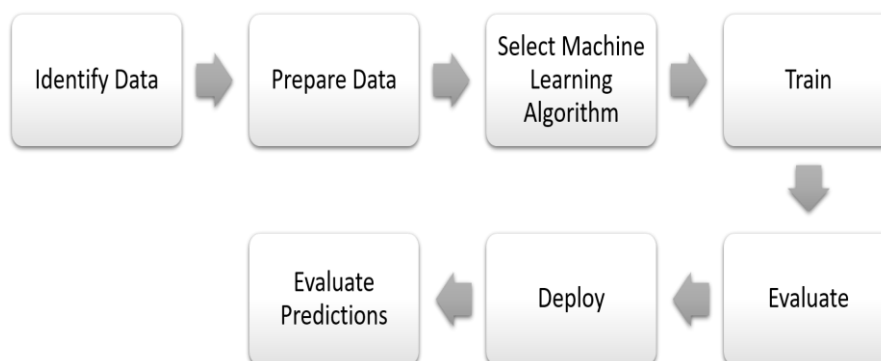 Identify Data
Prepare Data
Select Machine
Learning
Algorithm
Train
Evaluate
Deploy
Evaluate
Predictions